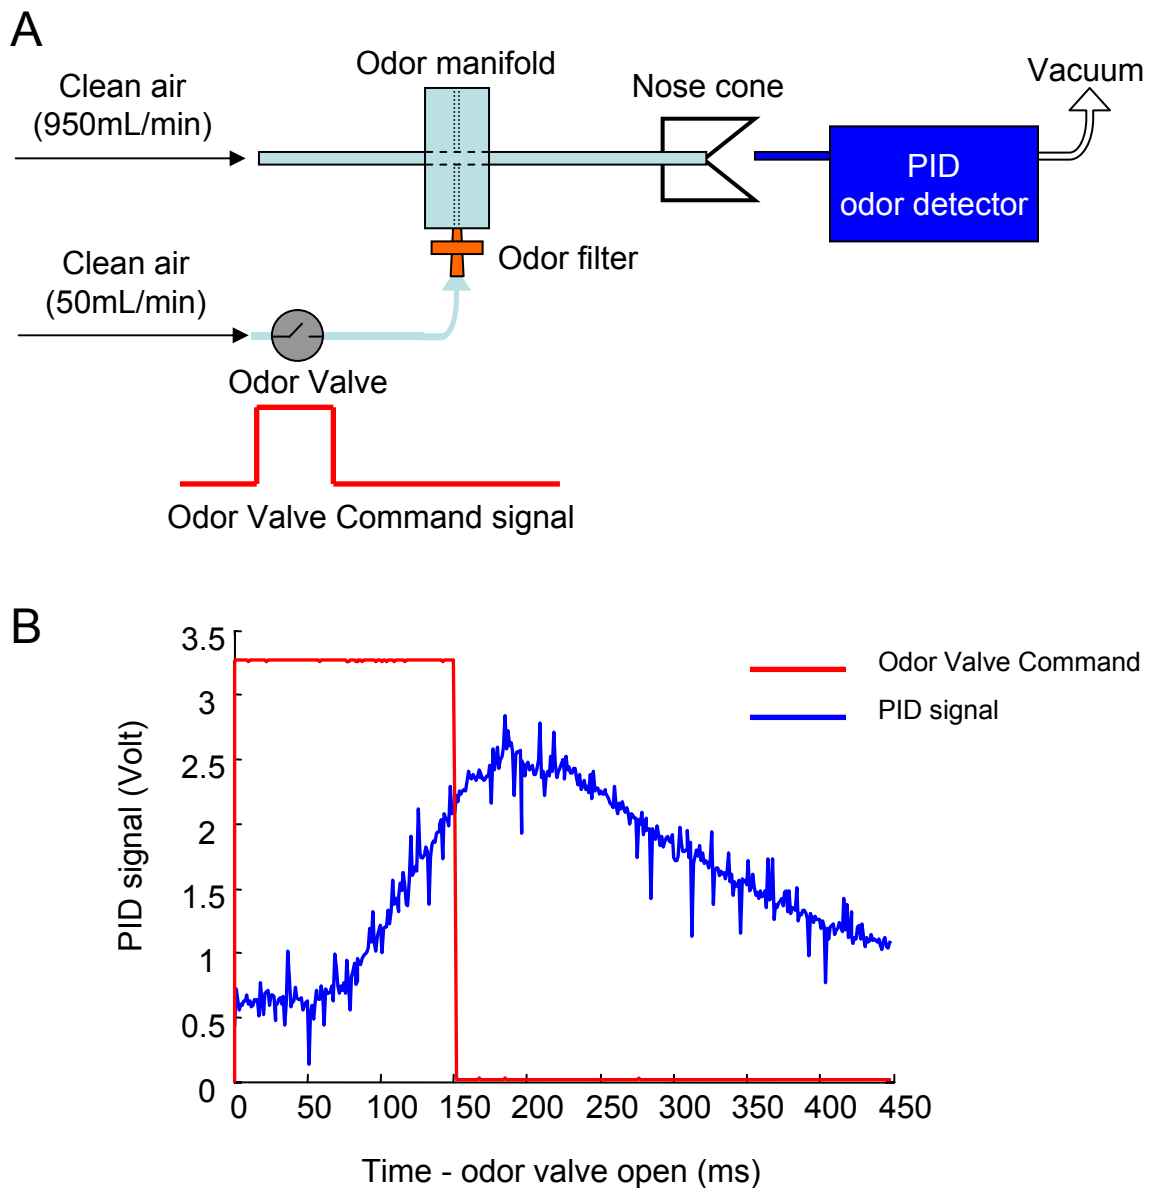 A
Clean air
(950mL/min)
Odor manifold
Nose cone
Vacuum
PID
odor detector
Odor filter
Clean air
(50mL/min)
Odor Valve
Odor Valve Command signal
B
PID signal (Volt)
3.5
3
2.5
2
1.5
1
0.5
0
0 50 100 150 200 250 300 350 400 450
Time - odor valve open (ms)
Odor Valve Command
PID signal